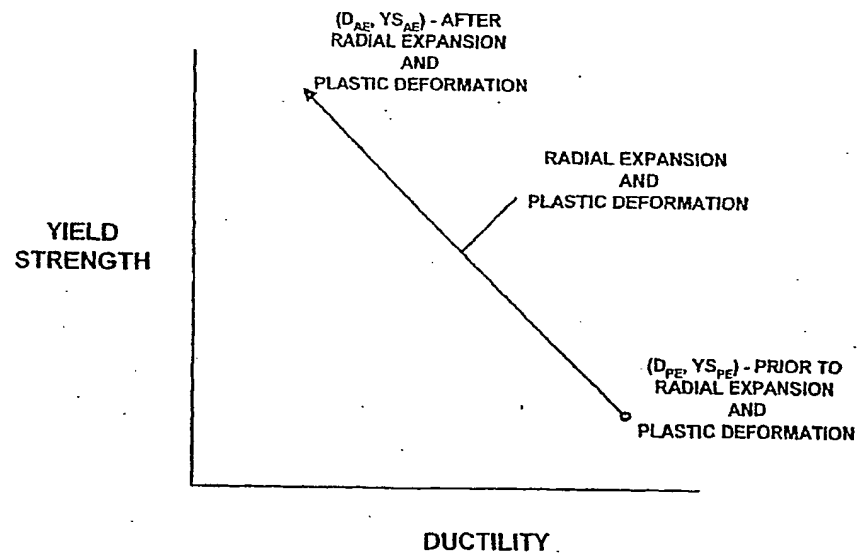 (D_AE, YS_AE) - AFTER
RADIAL EXPANSION
AND
PLASTIC DEFORMATION
RADIAL EXPANSION
AND
PLASTIC DEFORMATION
YIELD
STRENGTH
(D_PE, YS_PE) - PRIOR TO
RADIAL EXPANSION
AND
PLASTIC DEFORMATION
DUCTILITY